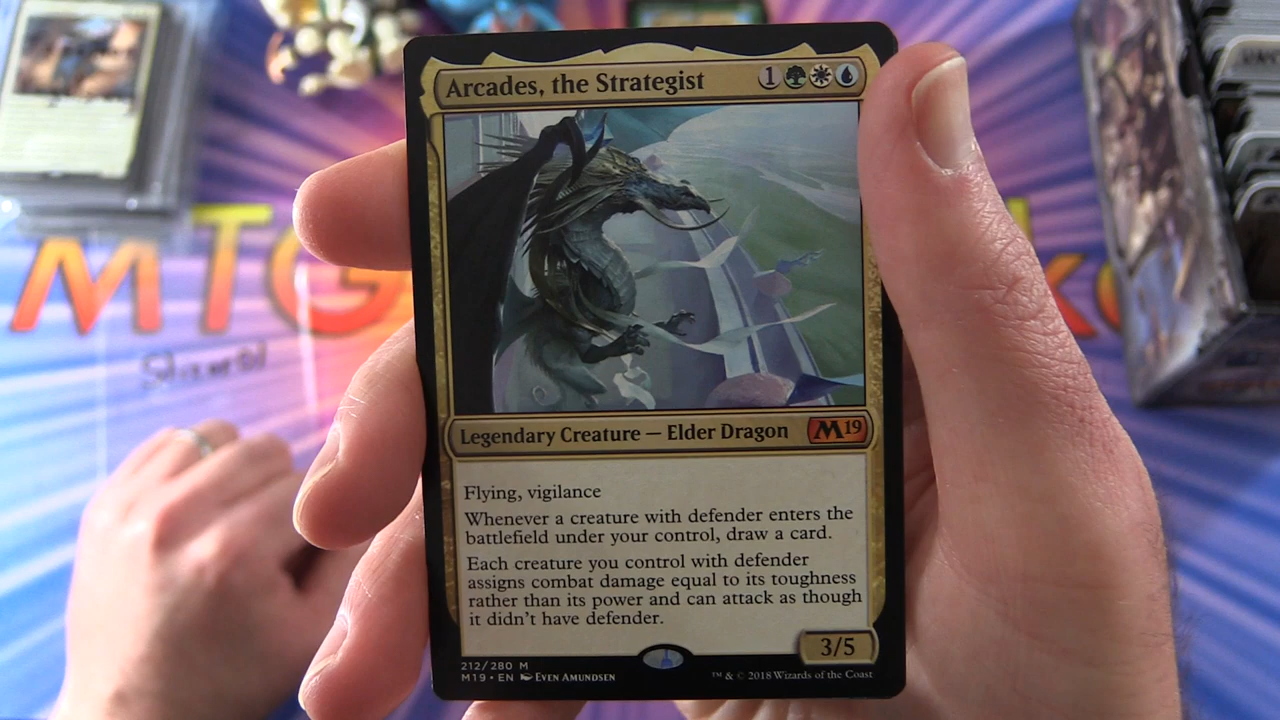 Arcades, the Strategist 1
MTG
Legendary Creature — Elder Dragon M19
Flying, vigilance
Whenever a creature with defender enters the
battlefield under your control, draw a card.
Each creature you control with defender
assigns combat damage equal to its toughness
rather than its power and can attack as though
it didn't have defender.
3/5
212/280 M
M19 • EN Even Amundsen
™ & © 2018 Wizards of the Coast